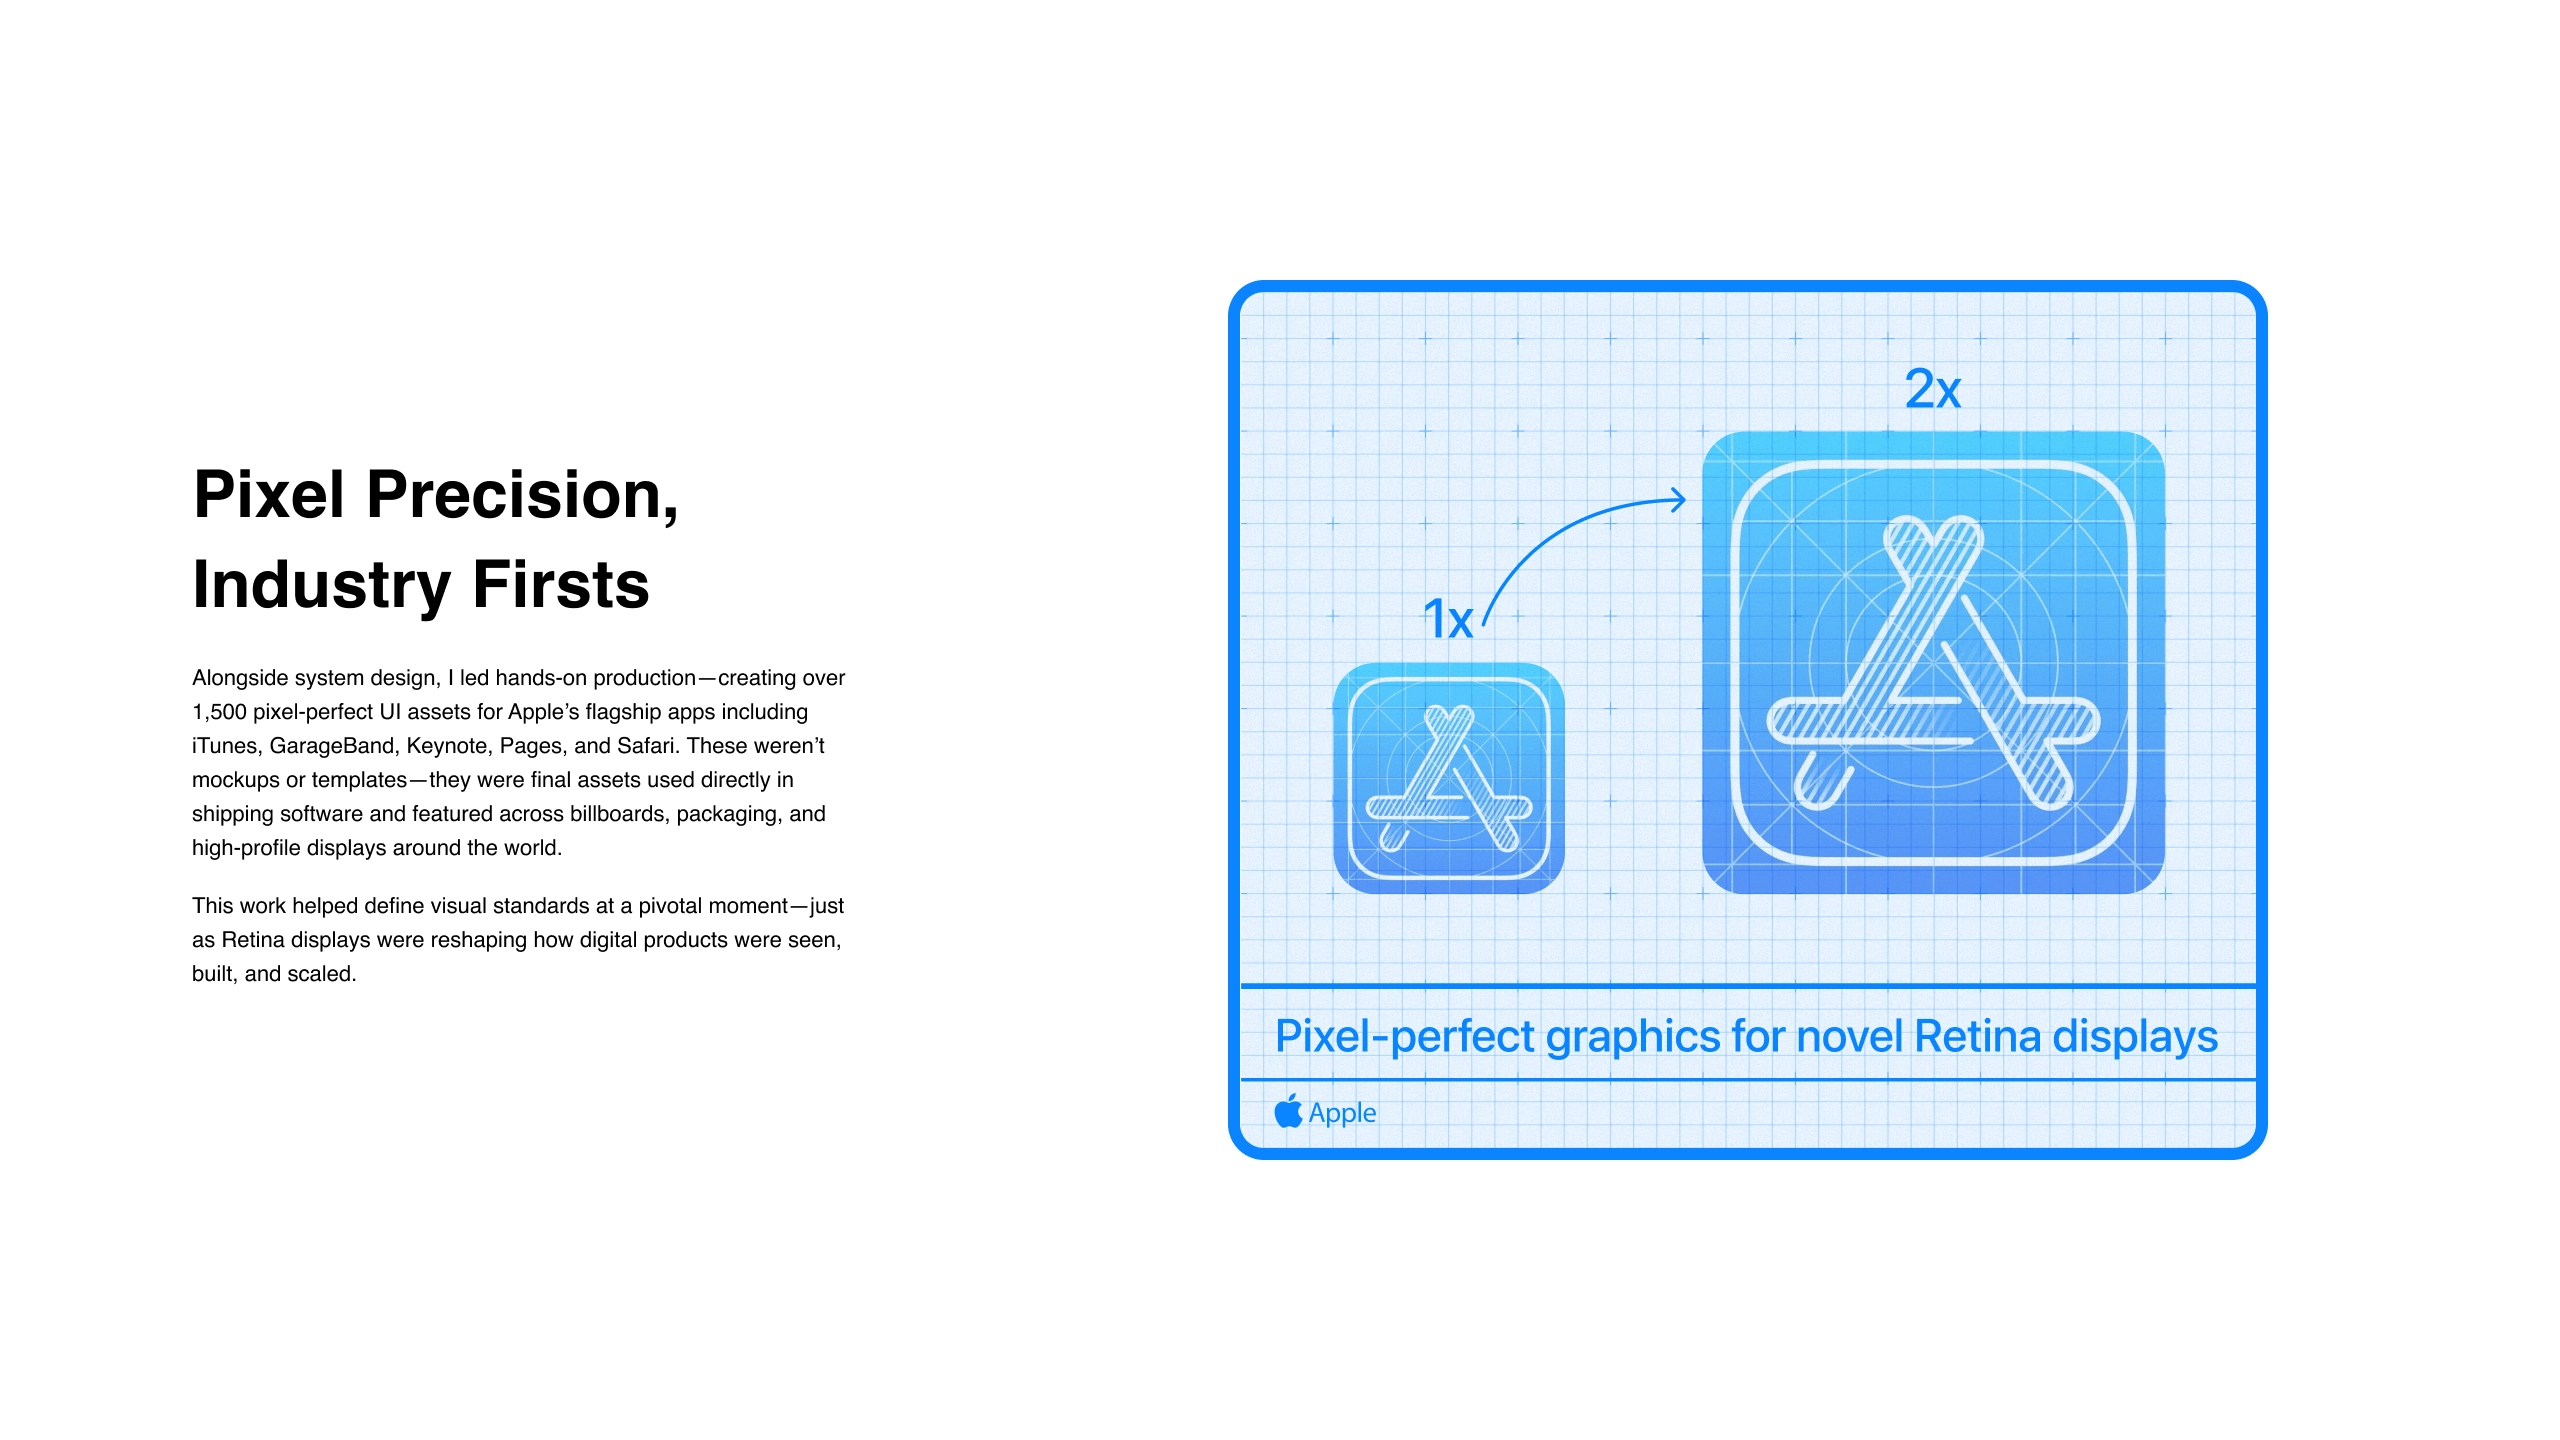 Pixel Precision,
Industry Firsts
Alongside system design, I led hands-on production—creating over
1,500 pixel-perfect UI assets for Apple’s flagship apps including
iTunes, GarageBand, Keynote, Pages, and Safari. These weren’t
mockups or templates—they were final assets used directly in
shipping software and featured across billboards, packaging, and
high-profile displays around the world.
This work helped define visual standards at a pivotal moment—just
as Retina displays were reshaping how digital products were seen,
built, and scaled.
2x
1x
Pixel-perfect graphics for novel Retina displays
Apple